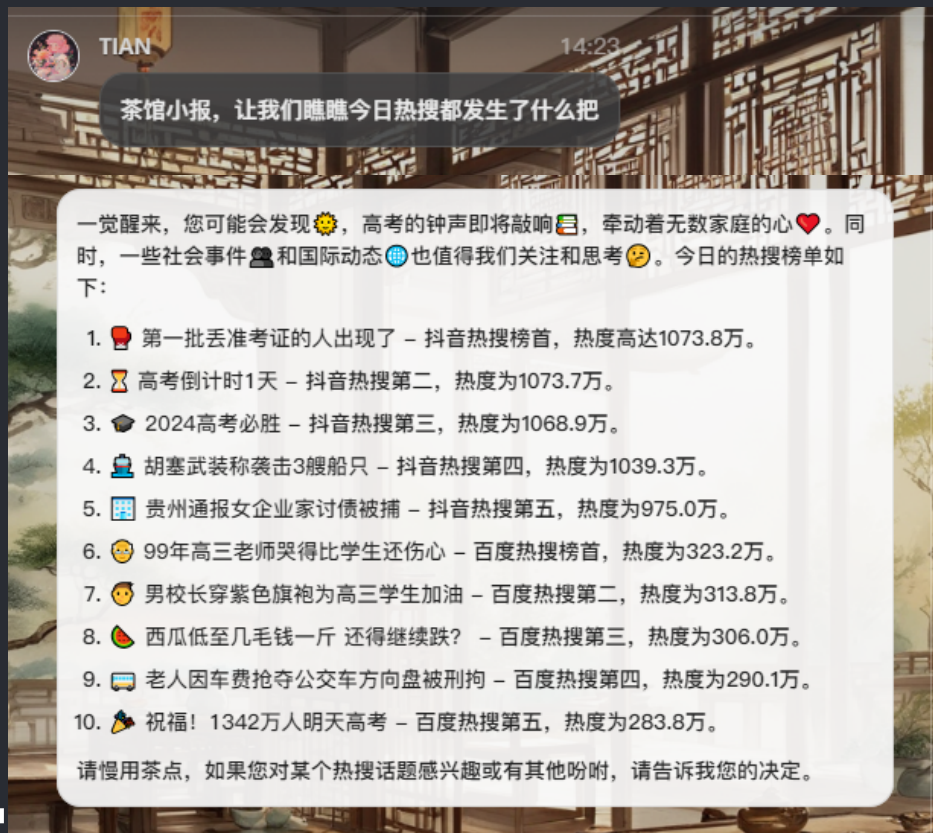 TIAN
14:23
茶馆小报，让我们瞧瞧今日热搜都发生了什么把
一觉醒来，您可能会发现🌞，高考的钟声即将敲响📚，牵动着无数家庭的心❤️。同
时，一些社会事件👥和国际动态🌐也值得我们关注和思考🤔。今日的热搜榜单如
下：
1. 🥊 第一批丢准考证的人出现了 – 抖音热搜榜首，热度高达1073.8万。
2. ⏳ 高考倒计时1天 – 抖音热搜第二，热度为1073.7万。
3. 🎓 2024高考必胜 – 抖音热搜第三，热度为1068.9万。
4. 🚢 胡塞武装称袭击3艘船只 – 抖音热搜第四，热度为1039.3万。
5. 🏢 贵州通报女企业家讨债被捕 – 抖音热搜第五，热度为975.0万。
6. 👵 99年高三老师哭得比学生还伤心 – 百度热搜榜首，热度为323.2万。
7. 👨 男校长穿紫色旗袍为高三学生加油 – 百度热搜第二，热度为313.8万。
8. 🍉 西瓜低至几毛钱一斤 还得继续跌？ – 百度热搜第三，热度为306.0万。
9. 🚌 老人因车费抢夺公交车方向盘被刑拘 – 百度热搜第四，热度为290.1万。
10. 🎉 祝福！1342万人明天高考 – 百度热搜第五，热度为283.8万。
请慢用茶点，如果您对某个热搜话题感兴趣或有其他吩咐，请告诉我您的决定。